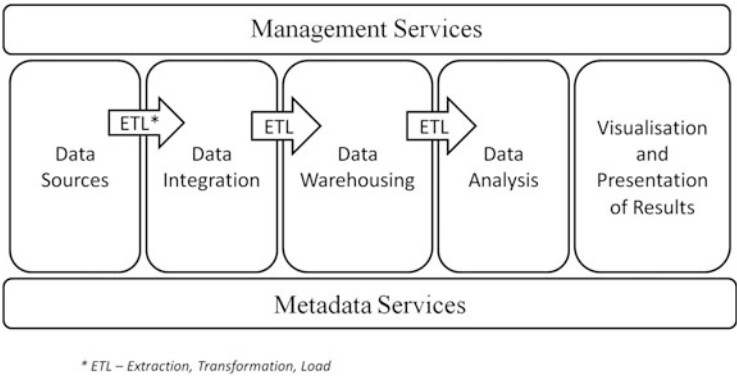 Management Services
ETL*
ETL
ETL
Data
Sources
Data
Integration
Data
Warehousing
Data
Analysis
Visualisation
and
Presentation
of Results
Metadata Services
* ETL – Extraction, Transformation, Load